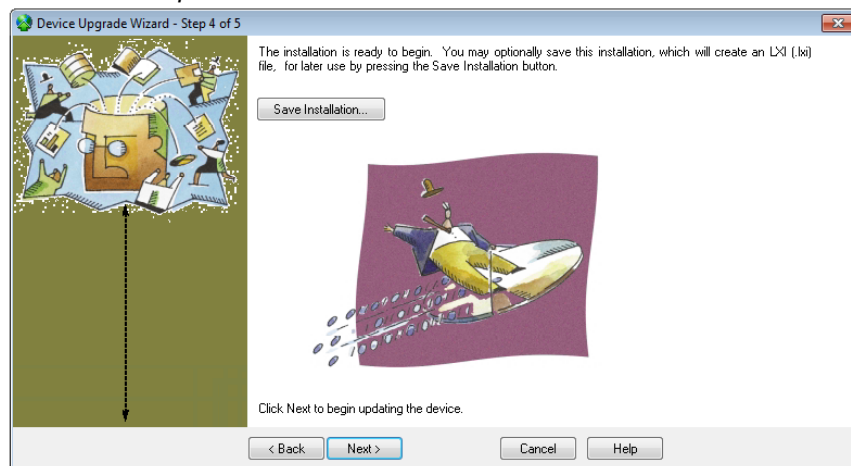 Device Upgrade Wizard - Step 4 of 5
The installation is ready to begin. You may optionally save this installation, which will create an LXI (.lxi)
file, for later use by pressing the Save Installation button.
Save Installation...
Click Next to begin updating the device.
< Back
Next >
Cancel
Help